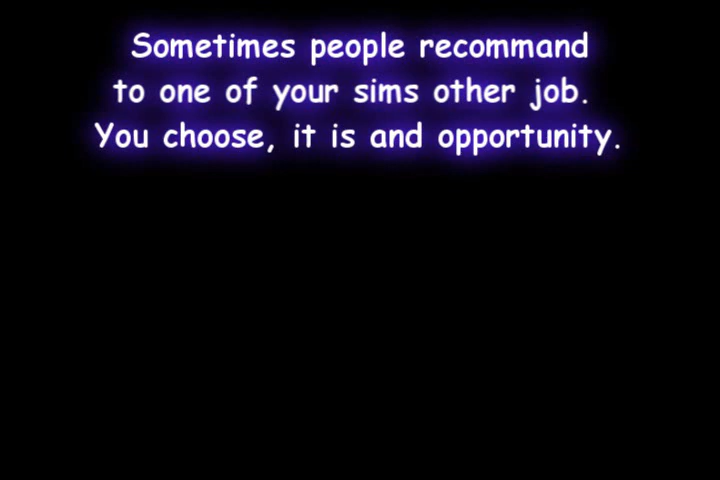 Sometimes people recommand
to one of your sims other job.
You choose, it is and opportunity.